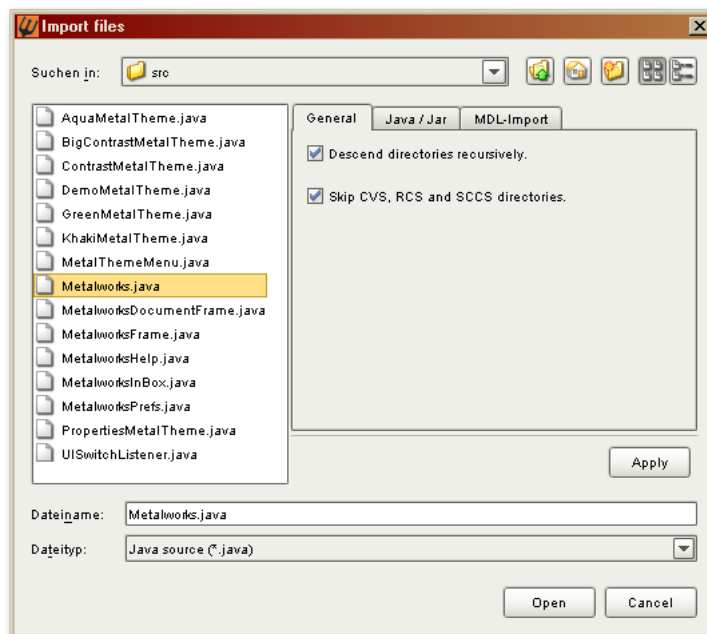 Import files
Suchen in: src
AquaMetalTheme.java
BigContrastMetalTheme.java
ContrastMetalTheme.java
DemoMetalTheme.java
GreenMetalTheme.java
KhakiMetalTheme.java
MetalThemeMenu.java
Metalworks.java
MetalworksDocumentFrame.java
MetalworksFrame.java
MetalworksHelp.java
MetalworksInBox.java
MetalworksPrefs.java
PropertiesMetalTheme.java
UISwitchListener.java
General Java / Jar MDL-Import
Descend directories recursively.
Skip CVS, RCS and SCCS directories.
Apply
Dateiname: Metalworks.java
Dateityp: Java source (*.java)
Open Cancel